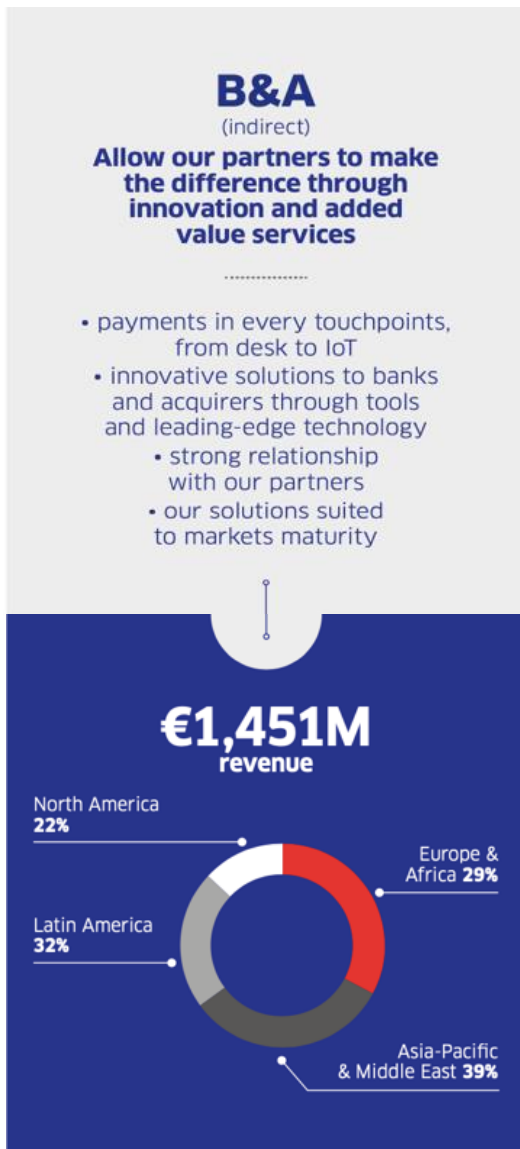 B&A
(indirect)
Allow our partners to make
the difference through
innovation and added
value services
• payments in every touchpoints,
from desk to IoT
• innovative solutions to banks
and acquirers through tools
and leading-edge technology
• strong relationship
with our partners
• our solutions suited
to markets maturity
€1,451M
revenue
North America
22%
Europe &
Africa 29%
Latin America
32%
Asia-Pacific
& Middle East 39%